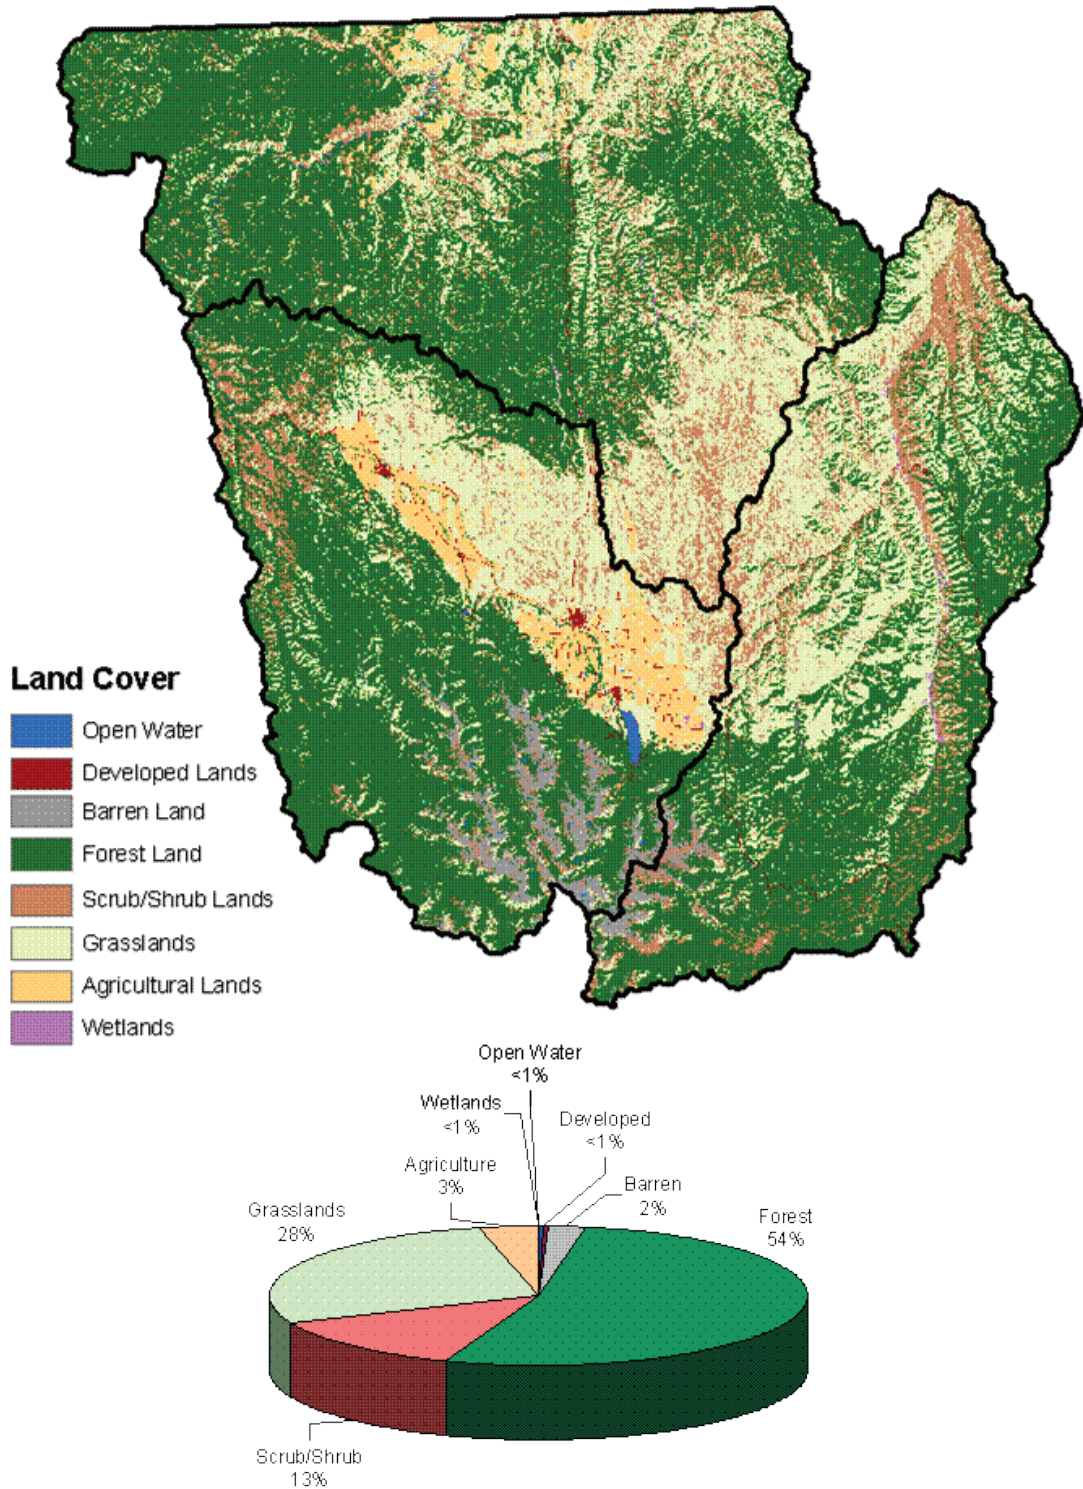 Land Cover
Open Water
Developed Lands
Barren Land
Forest Land
Scrub/Shrub Lands
Grasslands
Agricultural Lands
Wetlands
Open Water
<1%
Wetlands
<1%
Developed
<1%
Agriculture
3%
Barren
2%
Grasslands
28%
Forest
54%
Scrub/Shrub
13%